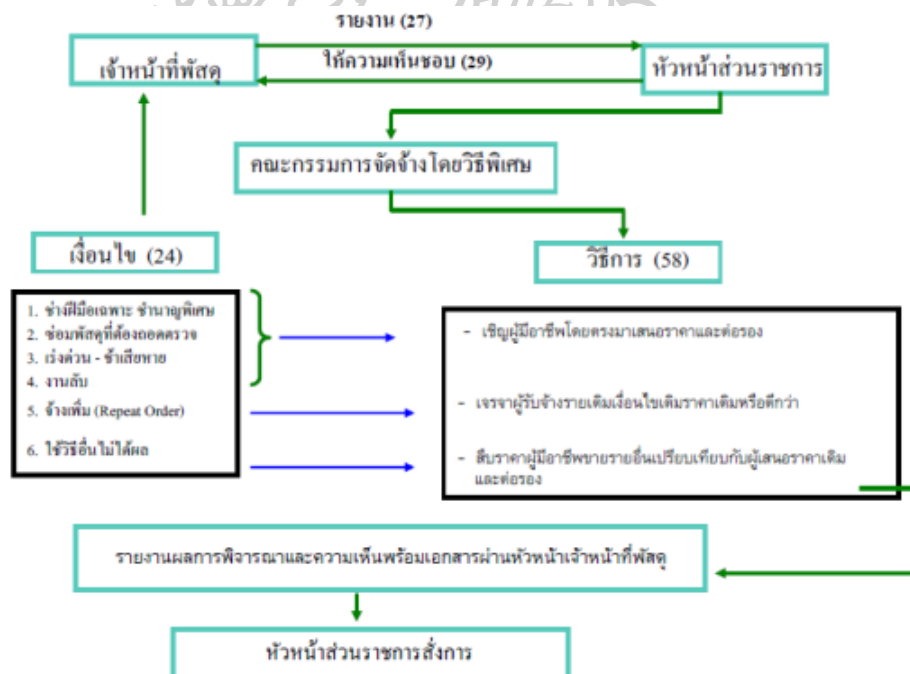 รายงาน (27)
เจ้าหน้าที่พัสดุ
ให้ความเห็นชอบ (29)
หัวหน้าส่วนราชการ
คณะกรรมการจัดจ้างโดยวิธีพิเศษ
เงื่อนไข (24)
วิธีการ (58)
1. ช่างฝีมือเฉพาะ ชำนาญพิเศษ
2. ซ่อมพัสดุที่ต้องถอดตรวจ
3. เร่งด่วน - ช้าเสียหาย
4. งานลับ
5. จ้างเพิ่ม (Repeat Order)
6. ใช้วิธีอื่นไม่ได้ผล
- เชิญผู้มีอาชีพโดยตรงมาเสนอราคาและต่อรอง
- เจรจาผู้รับจ้างรายเดิมเงื่อนไขเดิมราคาเดิมหรือดีกว่า
- สืบราคาผู้มีอาชีพขายรายอื่นเปรียบเทียบกับผู้เสนอราคาเดิม
และต่อรอง
รายงานผลการพิจารณาและความเห็นพร้อมเอกสารผ่านหัวหน้าเจ้าหน้าที่พัสดุ
หัวหน้าส่วนราชการสั่งการ